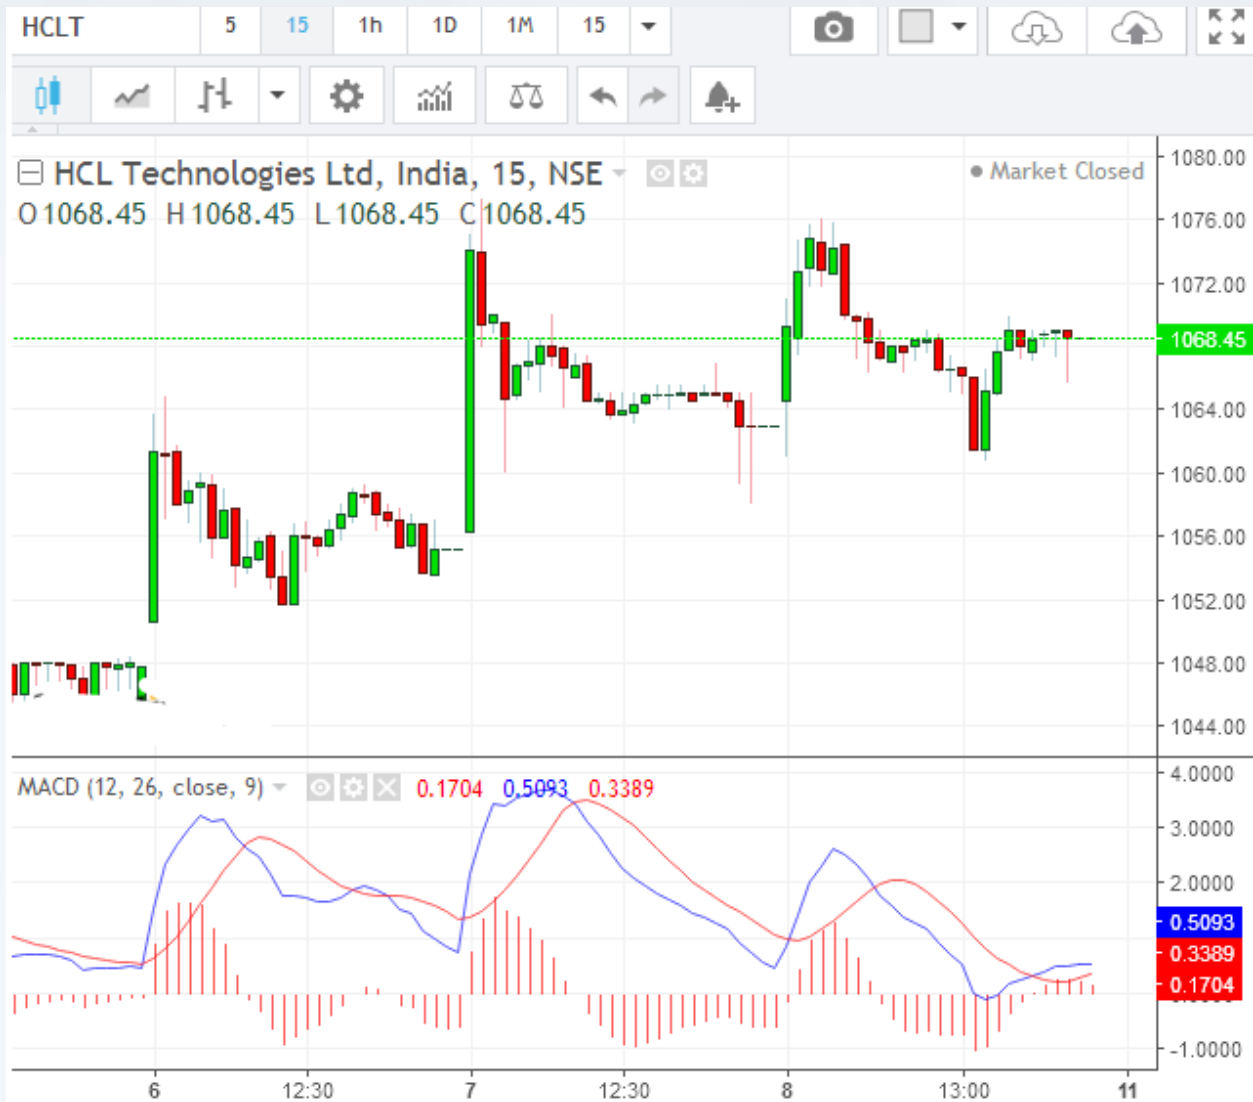 HCLT 5 15 1h 1D 1M 15
HCL Technologies Ltd, India, 15, NSE
Market Closed
O 1068.45 H 1068.45 L 1068.45 C 1068.45
1080.00
1076.00
1072.00
1068.45
1064.00
1060.00
1056.00
1052.00
1048.00
1044.00
MACD (12, 26, close, 9) 0.1704 0.5093 0.3389
4.0000
3.0000
2.0000
0.5093
0.3389
0.1704
-1.0000
6 12:30 7 12:30 8 13:00 11